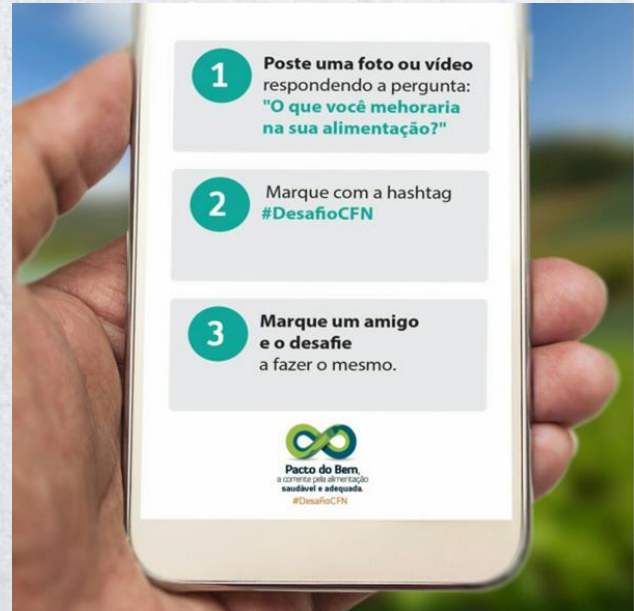 1
Poste uma foto ou vídeo
respondendo a pergunta:
"O que você mehoraria
na sua alimentação?"
2
Marque com a hashtag
#DesafioCFN
3
Marque um amigo
e o desafie
a fazer o mesmo.
Pacto do Bem,
a corrente pela alimentação
saudável e adequada.
#DesafioCFN